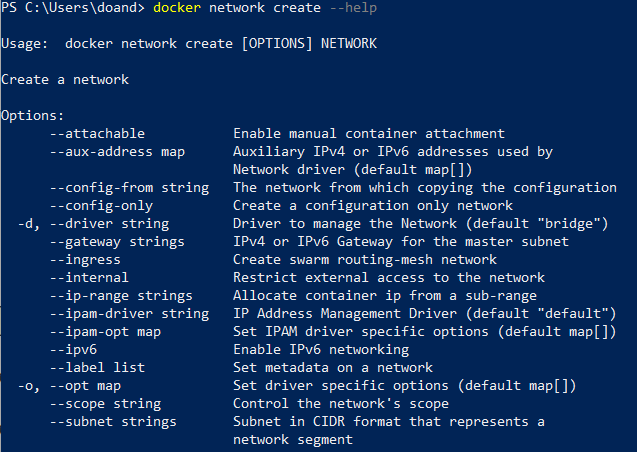 PS C:\Users\doand> docker network create --help
Usage:  docker network create [OPTIONS] NETWORK
Create a network
Options:
      --attachable           Enable manual container attachment
      --aux-address map      Auxiliary IPv4 or IPv6 addresses used by
                             Network driver (default map[])
      --config-from string   The network from which copying the configuration
      --config-only          Create a configuration only network
  -d, --driver string        Driver to manage the Network (default "bridge")
      --gateway strings      IPv4 or IPv6 Gateway for the master subnet
      --ingress              Create swarm routing-mesh network
      --internal             Restrict external access to the network
      --ip-range strings     Allocate container ip from a sub-range
      --ipam-driver string   IP Address Management Driver (default "default")
      --ipam-opt map         Set IPAM driver specific options (default map[])
      --ipv6                 Enable IPv6 networking
      --label list           Set metadata on a network
  -o, --opt map              Set driver specific options (default map[])
      --scope string         Control the network's scope
      --subnet strings       Subnet in CIDR format that represents a
                             network segment